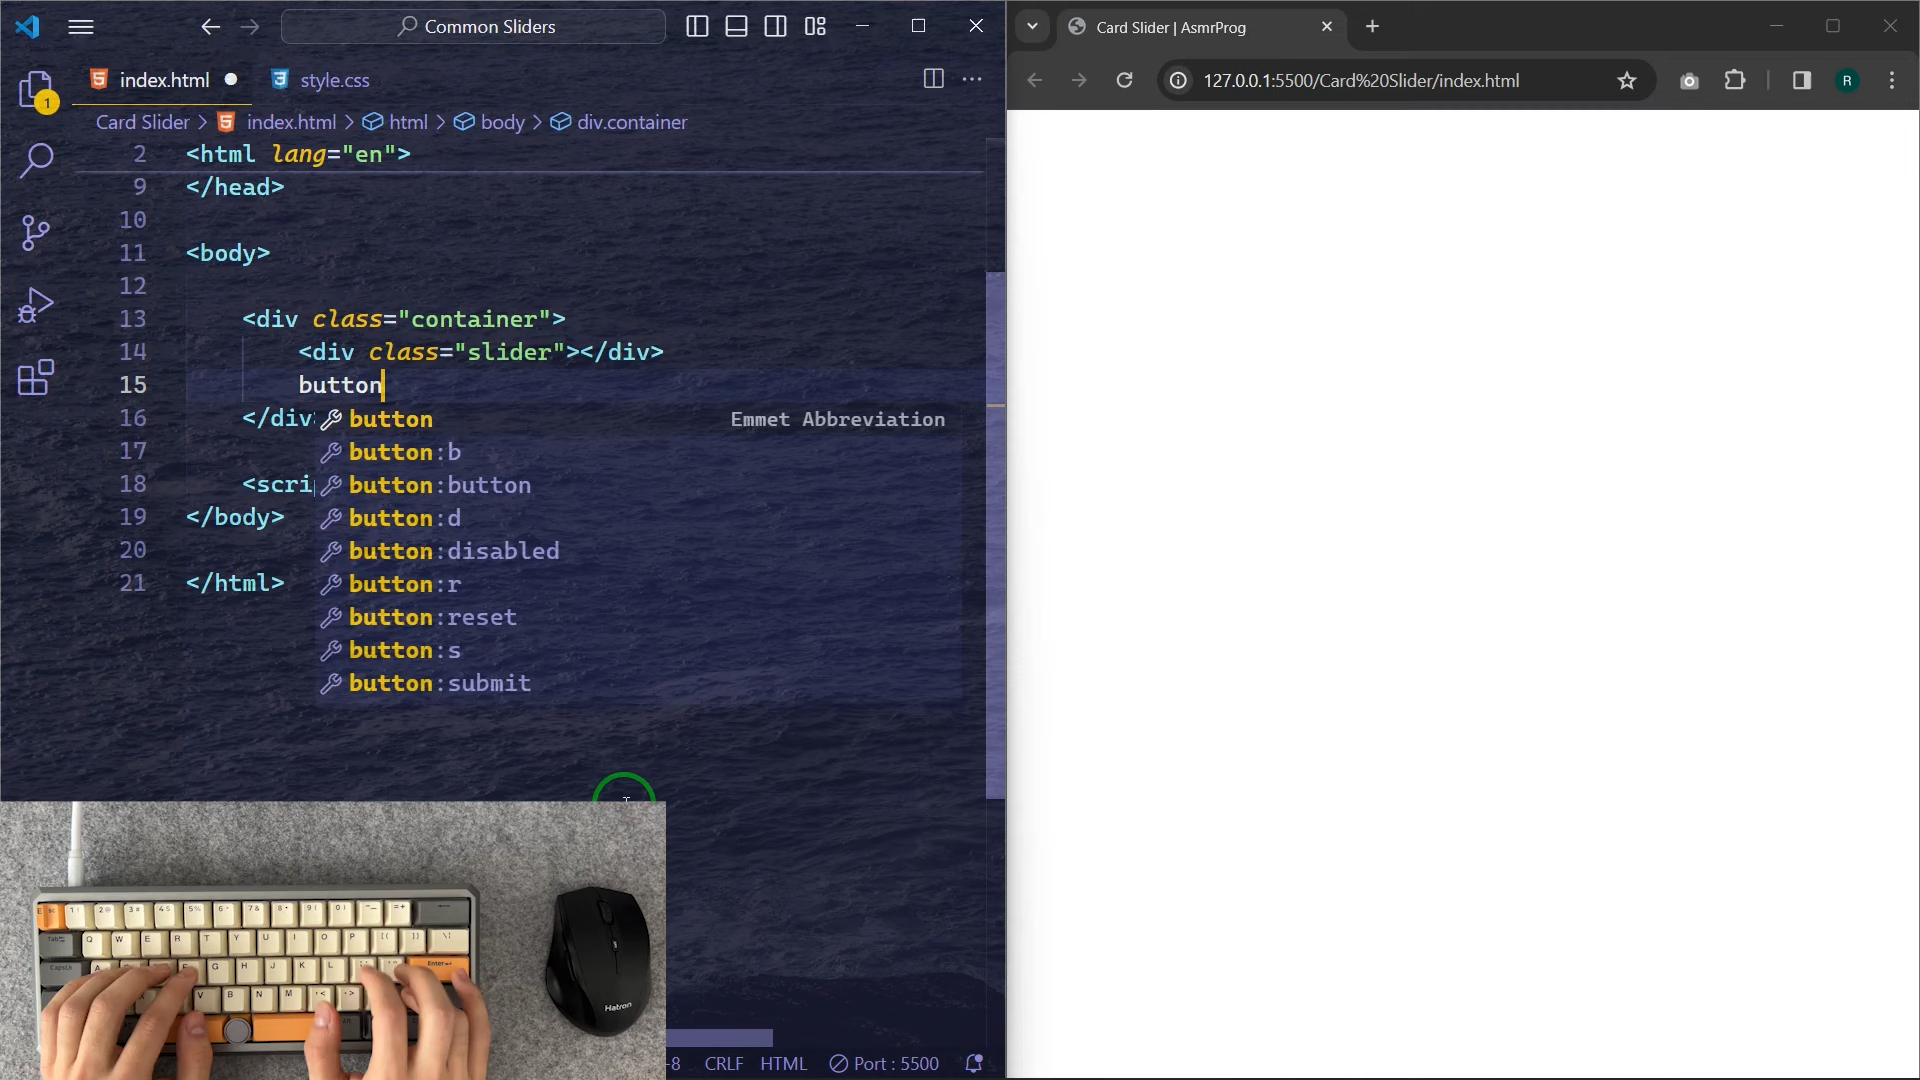 Common Sliders
Card Slider | AsmrProg
index.html
style.css
127.0.0.1:5500/Card%20Slider/index.html
R
1
Card Slider > index.html > html > body > div.container
2 <html lang="en">
9 </head>
10
11 <body>
12
13 <div class="container">
14 <div class="slider"></div>
15 button
16 </div>
17
18 <scri
19 </body>
20
21 </html>
button Emmet Abbreviation
button:b
button:button
button:d
button:disabled
button:r
button:reset
button:s
button:submit
Q W E R T Y U I O P
G H J K L
V B N M
Enter
Hatron
-8 CRLF HTML Port : 5500